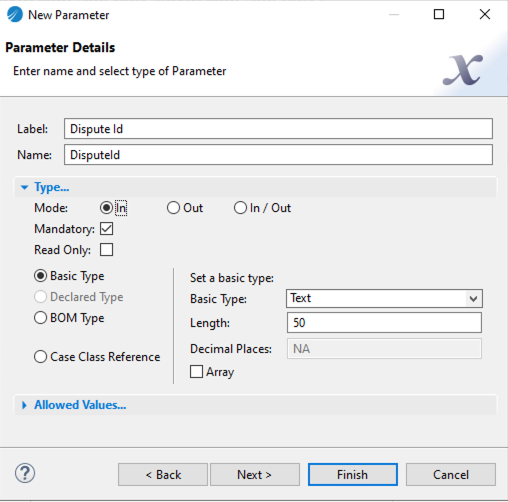 New Parameter
Parameter Details
Enter name and select type of Parameter
x
Label: Dispute Id
Name: DisputeId
Type...
Mode: In Out In / Out
Mandatory:
Read Only:
Basic Type
Declared Type
BOM Type
Case Class Reference
Set a basic type:
Basic Type: Text
Length: 50
Decimal Places: NA
Array
Allowed Values...
? < Back Next > Finish Cancel